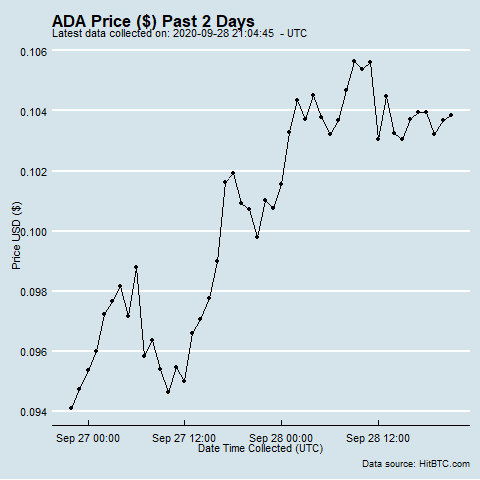 ADA Price ($) Past 2 Days
Latest data collected on: 2020-09-28 21:04:45 - UTC
0.106
0.104
0.102
0.100
0.098
0.096
0.094
Price USD ($)
Sep 27 00:00 Sep 27 12:00 Sep 28 00:00 Sep 28 12:00
Date Time Collected (UTC)
Data source: HitBTC.com